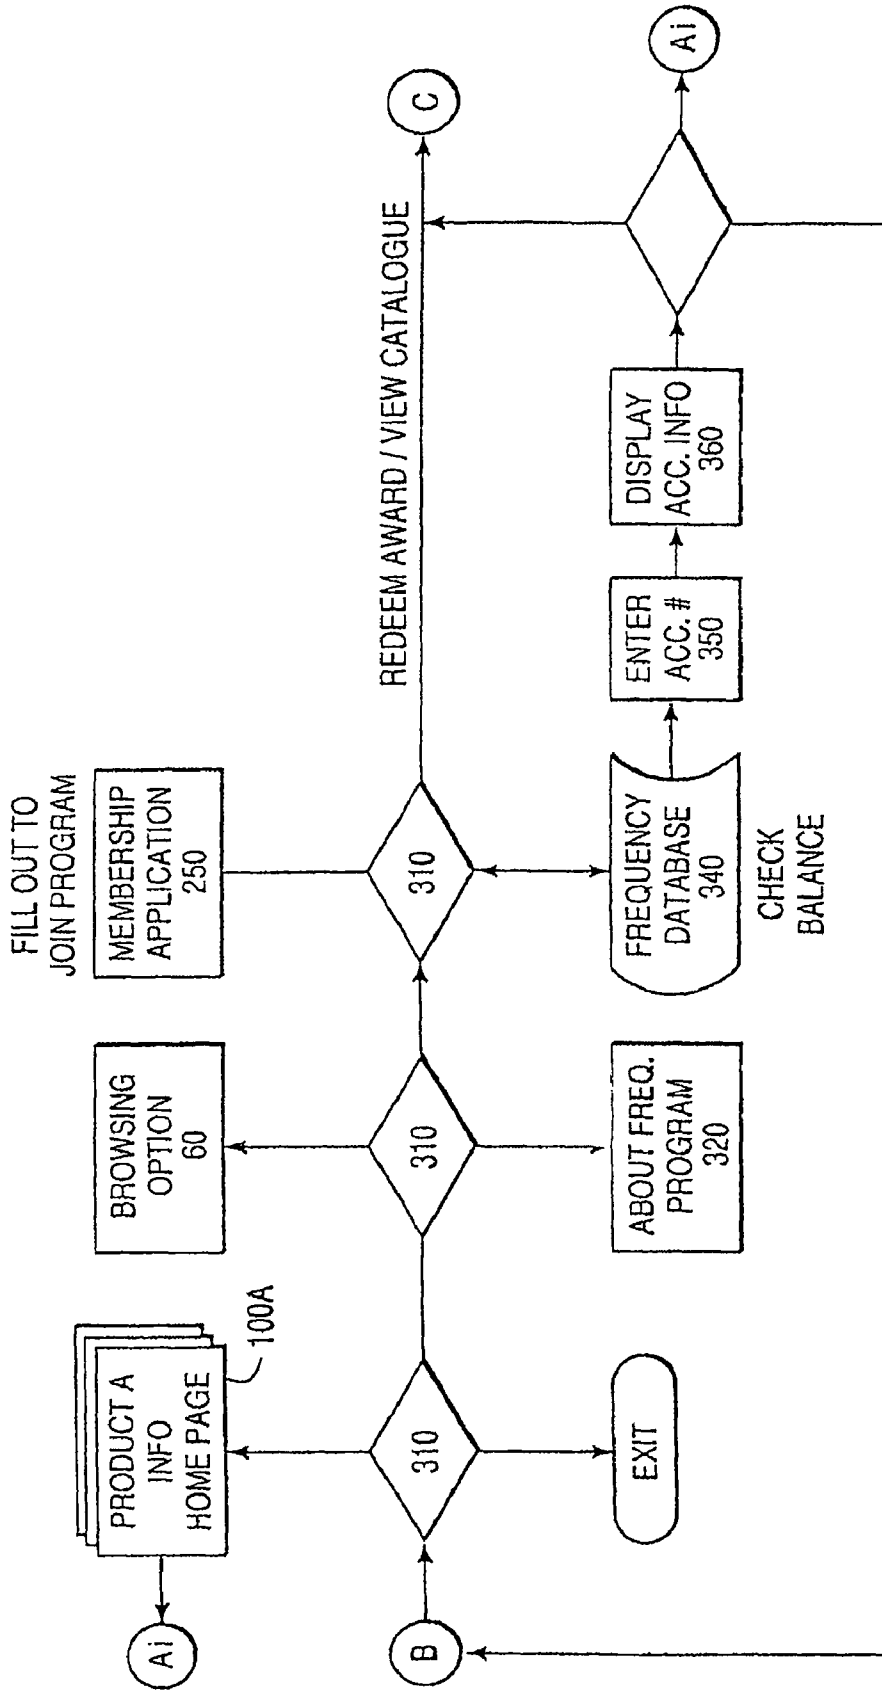 Ai
PRODUCT A
INFO
HOME PAGE
100A
BROWSING
OPTION
60
FILL OUT TO
JOIN PROGRAM
MEMBERSHIP
APPLICATION
250
B
310
310
310
REDEEM AWARD / VIEW CATALOGUE
C
EXIT
ABOUT FREQ.
PROGRAM
320
FREQUENCY
DATABASE
340
CHECK
BALANCE
ENTER
ACC. #
350
DISPLAY
ACC. INFO
360
Ai